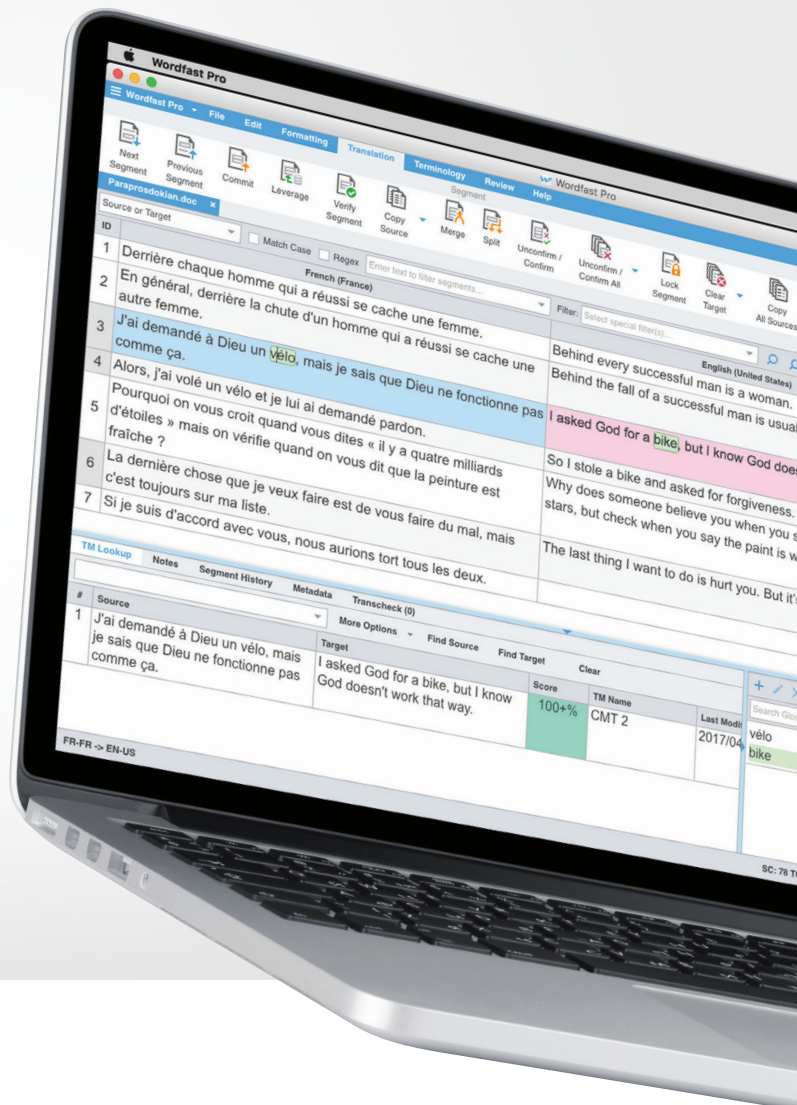 Wordfast Pro
Wordfast Pro
Wordfast Pro File Edit Formatting Translation Terminology Review Help
Next Segment
Previous Segment
Commit
Leverage
Verify Segment
Copy Source
Segment
Merge
Split
Unconfirm / Confirm
Unconfirm / Confirm All
Lock Segment
Clear Target
Copy All Sources
Paraprosdokian.doc ×
Source or Target
Match Case
Regex
Enter text to filter segments...
Filter:
Select special filter(s)...
ID
French (France)
English (United States)
1 Derrière chaque homme qui a réussi se cache une femme.
Behind every successful man is a woman.
2 En général, derrière la chute d'un homme qui a réussi se cache une
autre femme.
Behind the fall of a successful man is
3 J'ai demandé à Dieu un vélo, mais je sais que Dieu ne fonctionne pas
comme ça.
I asked God for a bike, but I know God
4 Alors, j'ai volé un vélo et je lui ai demandé pardon.
So I stole a bike and asked for forgiveness.
5 Pourquoi on vous croit quand vous dites « il y a quatre milliards
d'étoiles » mais on vérifie quand on vous dit que la peinture est
fraîche ?
Why does someone believe you when you
stars, but check when you say the paint is
6 La dernière chose que je veux faire est de vous faire du mal, mais
c'est toujours sur ma liste.
The last thing I want to do is hurt you. But
7 Si je suis d'accord avec vous, nous aurions tort tous les deux.
TM Lookup Notes Segment History Metadata Transcheck (0)
More Options Find Source Find Target Clear
# Source Target Score TM Name Last
1 J'ai demandé à Dieu un vélo, mais
je sais que Dieu ne fonctionne pas
comme ça.
I asked God for a bike, but I know
God doesn't work that way.
100+%
CMT 2
2017/04
Search
vélo
bike
FR-FR -> EN-US
SC: 78